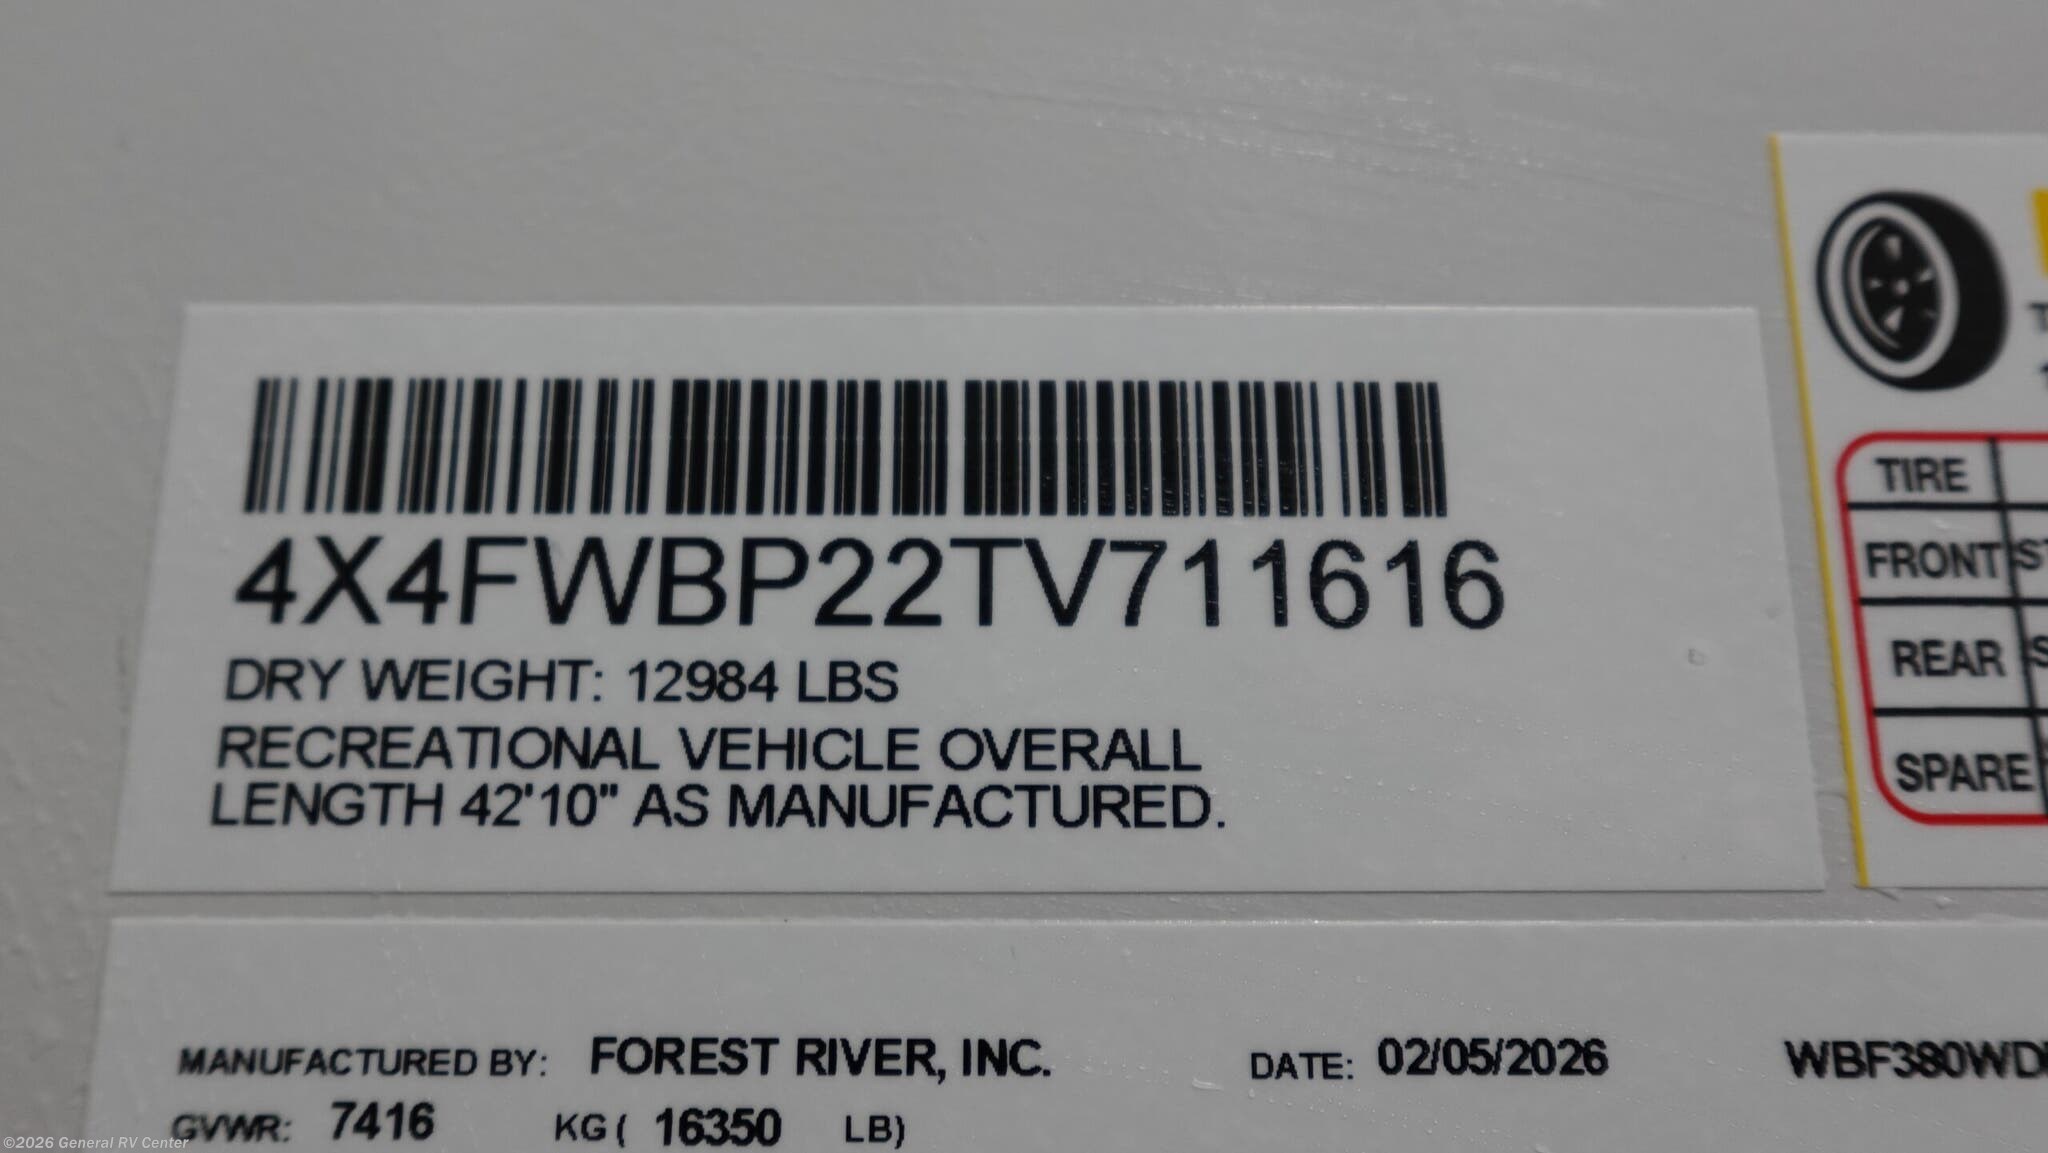 4X4FWBP22TV711616
DRY WEIGHT: 12984 LBS
RECREATIONAL VEHICLE OVERALL
LENGTH 42'10" AS MANUFACTURED.
TIRE
FRONT
REAR
SPARE
MANUFACTURED BY: FOREST RIVER, INC. DATE: 02/05/2026
GVWR: 7416 KG ( 16350 LB)
©2026 General RV Center